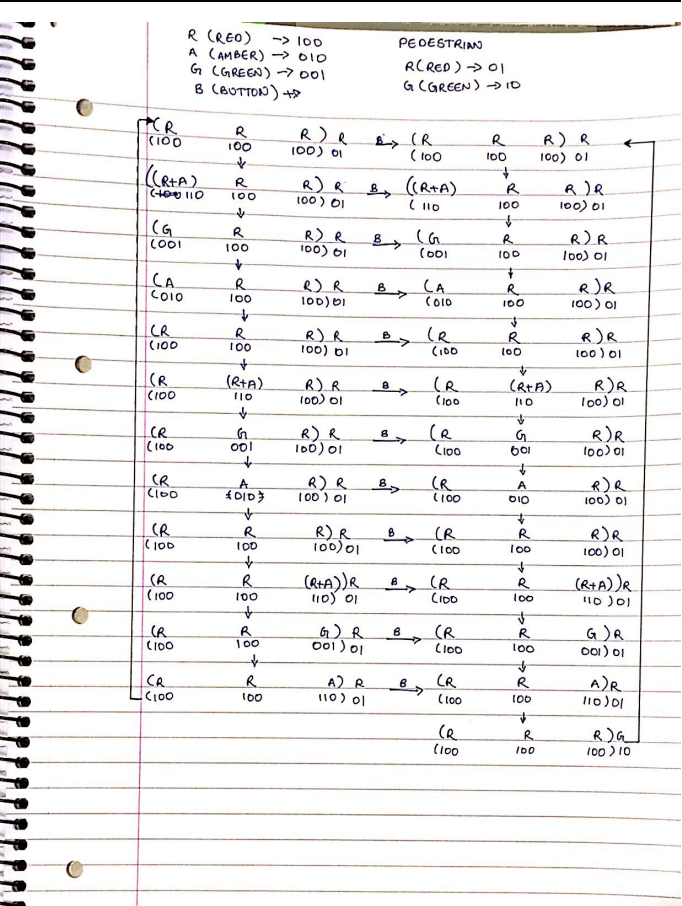 R (RED) -> 100 PEDESTRIAN
A (AMBER) -> 010 R(RED) -> 01
G (GREEN) -> 001 G (GREEN) -> 10
B (BUTTON) ->
(R R R) R B→ (R R R) R
(100 100 100) 01 (100 100 100) 01
((R+A) R R) R B→ ((R+A) R R)R
(100 110 100 100) 01 (110 100 100) 01
(G R R) R B→ (G R R)R
(001 100 100) 01 (001 100 100) 01
(A R R) R B→ (A R R)R
(010 100 100)01 (010 100 100) 01
(R R R) R B→ (R R R)R
(100 100 100) 01 (100 100 100) 01
(R (R+A) R) R B→ (R (R+A) R)R
(100 110 100) 01 (100 110 100) 01
(R G R) R B→ (R G R)R
(100 001 100) 01 (100 001 100) 01
(R A R) R B→ (R A R)R
(100 {010} 100) 01 (100 010 100) 01
(R R R) R B→ (R R R)R
(100 100 100) 01 (100 100 100) 01
(R R (R+A))R B→ (R R (R+A))R
(100 100 110) 01 (100 100 110) 01
(R R G) R B→ (R R G)R
(100 100 001) 01 (100 100 001) 01
(R R A) R B→ (R R A)R
(100 100 110) 01 (100 100 110) 01
(R R R)G
(100 100 100) 10